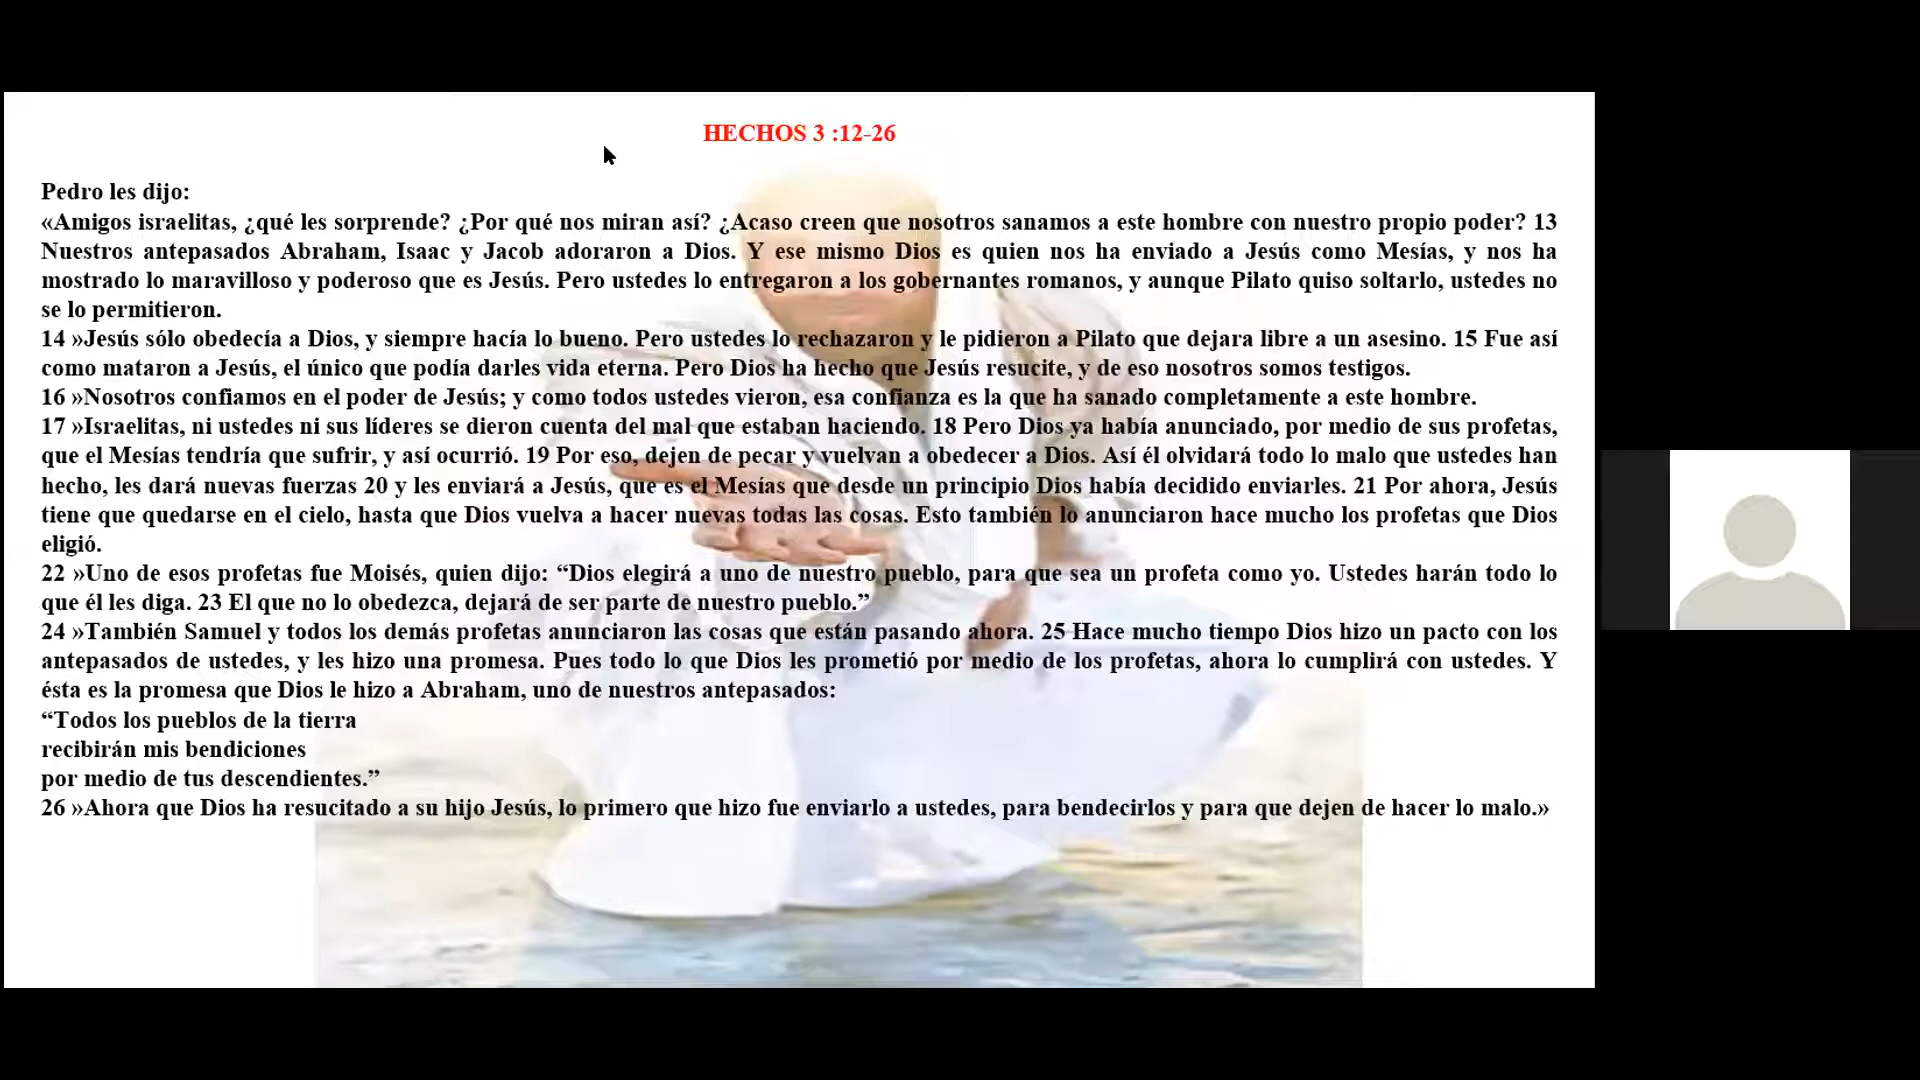 HECHOS 3 :12-26
Pedro les dijo:
«Amigos israelitas, ¿qué les sorprende? ¿Por qué nos miran así? ¿Acaso creen que nosotros sanamos a este hombre con nuestro propio poder? 13
Nuestros antepasados Abraham, Isaac y Jacob adoraron a Dios. Y ese mismo Dios es quien nos ha enviado a Jesús como Mesías, y nos ha
mostrado lo maravilloso y poderoso que es Jesús. Pero ustedes lo entregaron a los gobernantes romanos, y aunque Pilato quiso soltarlo, ustedes no
se lo permitieron.
14 »Jesús sólo obedecía a Dios, y siempre hacía lo bueno. Pero ustedes lo rechazaron y le pidieron a Pilato que dejara libre a un asesino. 15 Fue así
como mataron a Jesús, el único que podía darles vida eterna. Pero Dios ha hecho que Jesús resucite, y de eso nosotros somos testigos.
16 »Nosotros confiamos en el poder de Jesús; y como todos ustedes vieron, esa confianza es la que ha sanado completamente a este hombre.
17 »Israelitas, ni ustedes ni sus líderes se dieron cuenta del mal que estaban haciendo. 18 Pero Dios ya había anunciado, por medio de sus profetas,
que el Mesías tendría que sufrir, y así ocurrió. 19 Por eso, dejen de pecar y vuelvan a obedecer a Dios. Así él olvidará todo lo malo que ustedes han
hecho, les dará nuevas fuerzas 20 y les enviará a Jesús, que es el Mesías que desde un principio Dios había decidido enviarles. 21 Por ahora, Jesús
tiene que quedarse en el cielo, hasta que Dios vuelva a hacer nuevas todas las cosas. Esto también lo anunciaron hace mucho los profetas que Dios
eligió.
22 »Uno de esos profetas fue Moisés, quien dijo: “Dios elegirá a uno de nuestro pueblo, para que sea un profeta como yo. Ustedes harán todo lo
que él les diga. 23 El que no lo obedezca, dejará de ser parte de nuestro pueblo.”
24 »También Samuel y todos los demás profetas anunciaron las cosas que están pasando ahora. 25 Hace mucho tiempo Dios hizo un pacto con los
antepasados de ustedes, y les hizo una promesa. Pues todo lo que Dios les prometió por medio de los profetas, ahora lo cumplirá con ustedes. Y
ésta es la promesa que Dios le hizo a Abraham, uno de nuestros antepasados:
“Todos los pueblos de la tierra
recibirán mis bendiciones
por medio de tus descendientes.”
26 »Ahora que Dios ha resucitado a su hijo Jesús, lo primero que hizo fue enviarlo a ustedes, para bendecirlos y para que dejen de hacer lo malo.»